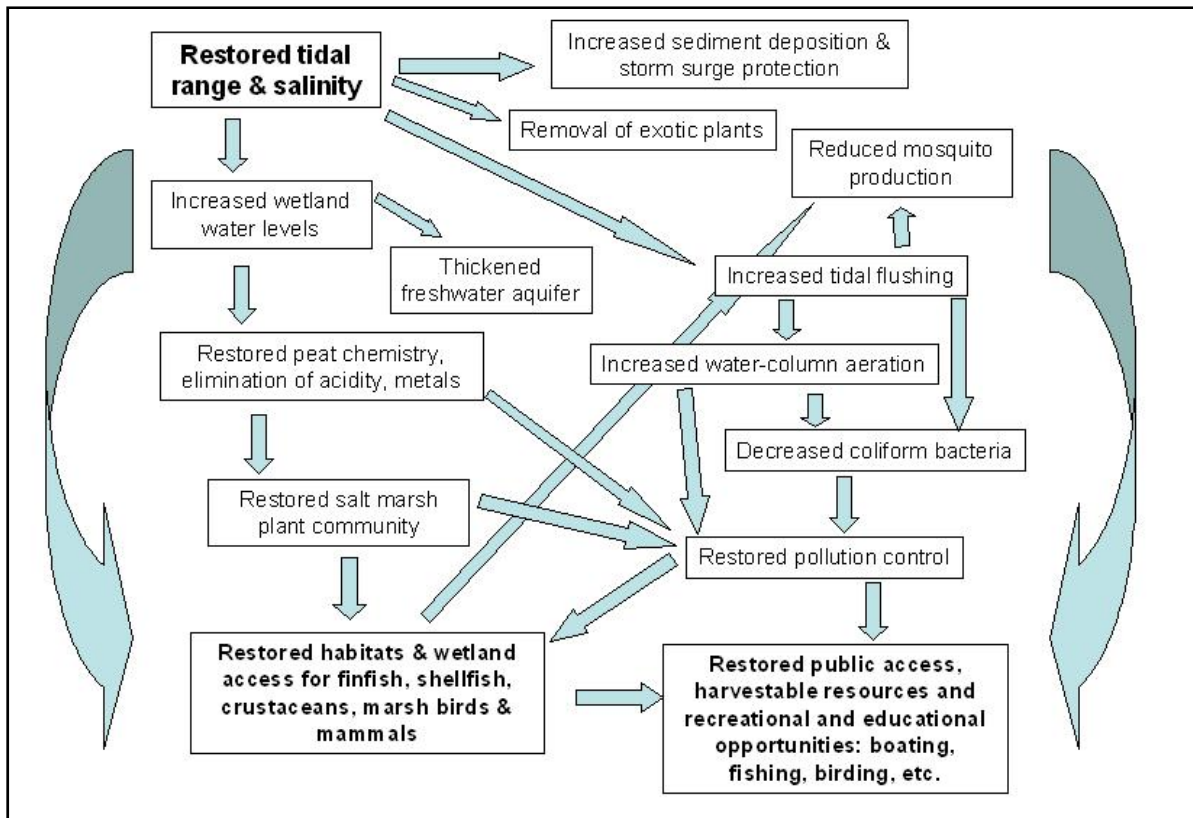 Restored tidal
range & salinity
Increased sediment deposition &
storm surge protection
Removal of exotic plants
Reduced mosquito
production
Increased wetland
water levels
Thickened
freshwater aquifer
Increased tidal flushing
Restored peat chemistry,
elimination of acidity, metals
Increased water-column aeration
Decreased coliform bacteria
Restored salt marsh
plant community
Restored pollution control
Restored habitats & wetland
access for finfish, shellfish,
crustaceans, marsh birds &
mammals
Restored public access,
harvestable resources and
recreational and educational
opportunities: boating,
fishing, birding, etc.